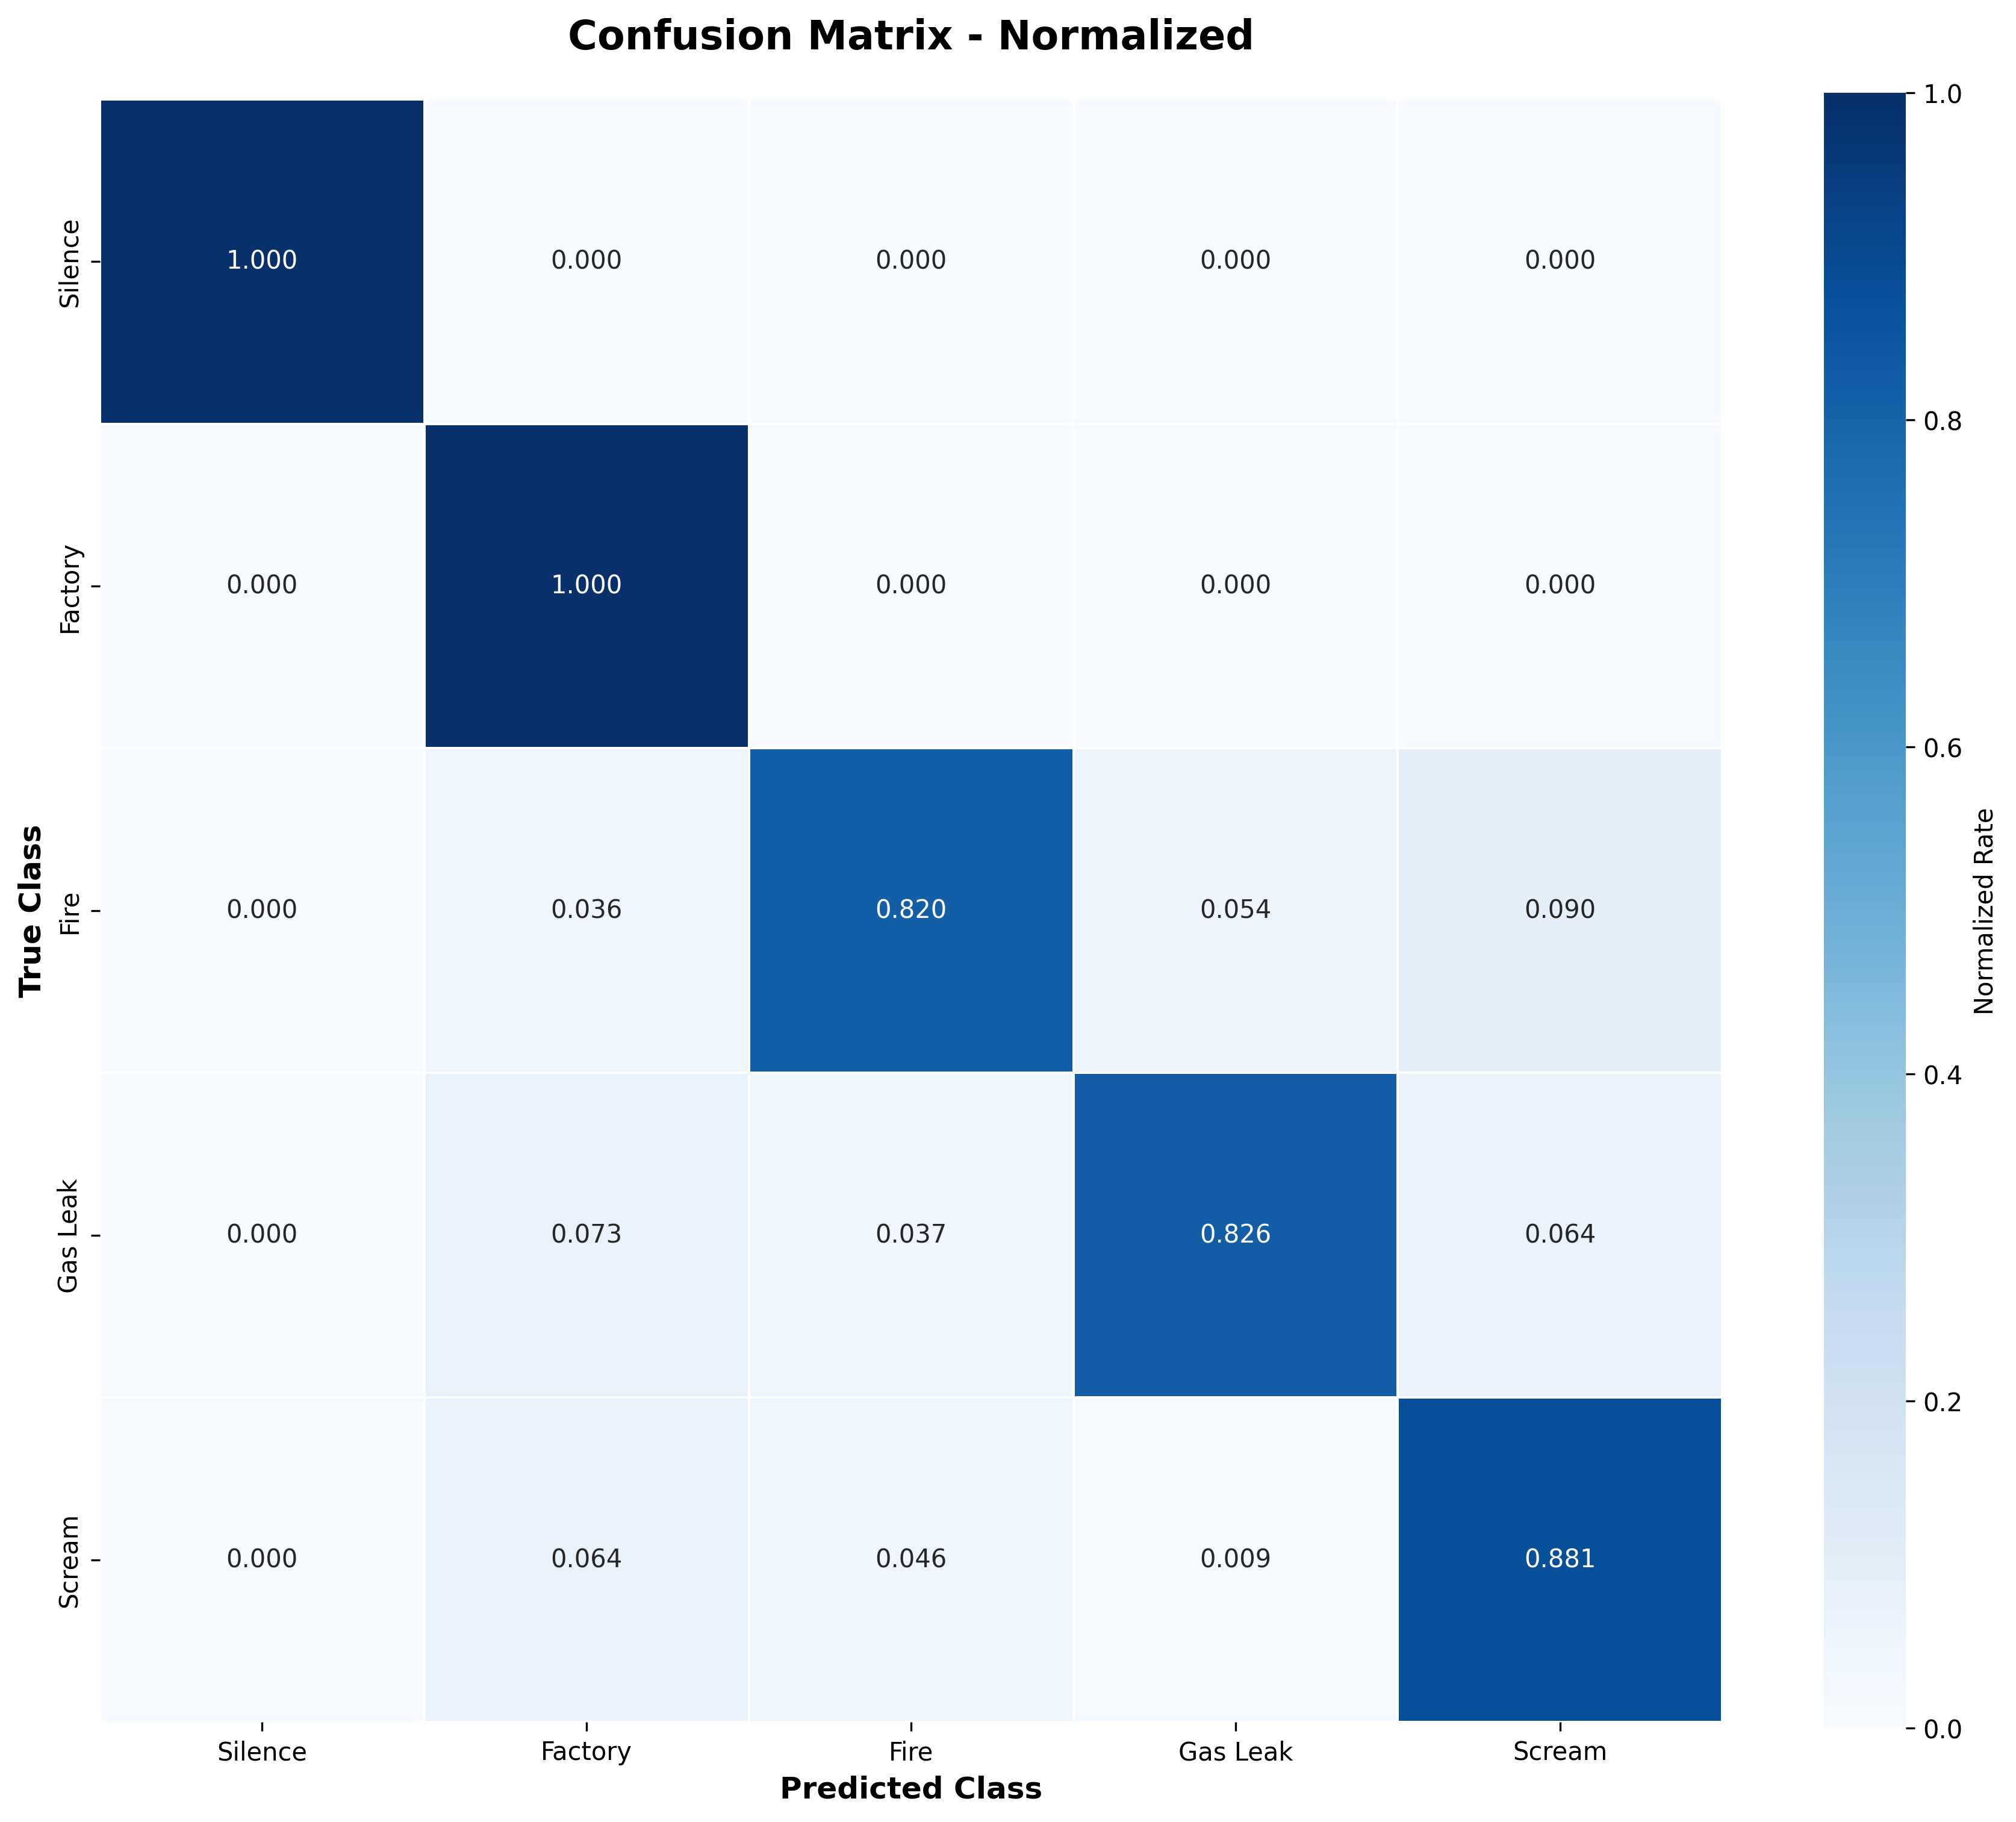 Confusion Matrix - Normalized
True Class
Silence 1.000 0.000 0.000 0.000 0.000
Factory 0.000 1.000 0.000 0.000 0.000
Fire 0.000 0.036 0.820 0.054 0.090
Gas Leak 0.000 0.073 0.037 0.826 0.064
Scream 0.000 0.064 0.046 0.009 0.881
Silence Factory Fire Gas Leak Scream
Predicted Class
1.0
0.8
0.6
0.4
0.2
0.0
Normalized Rate